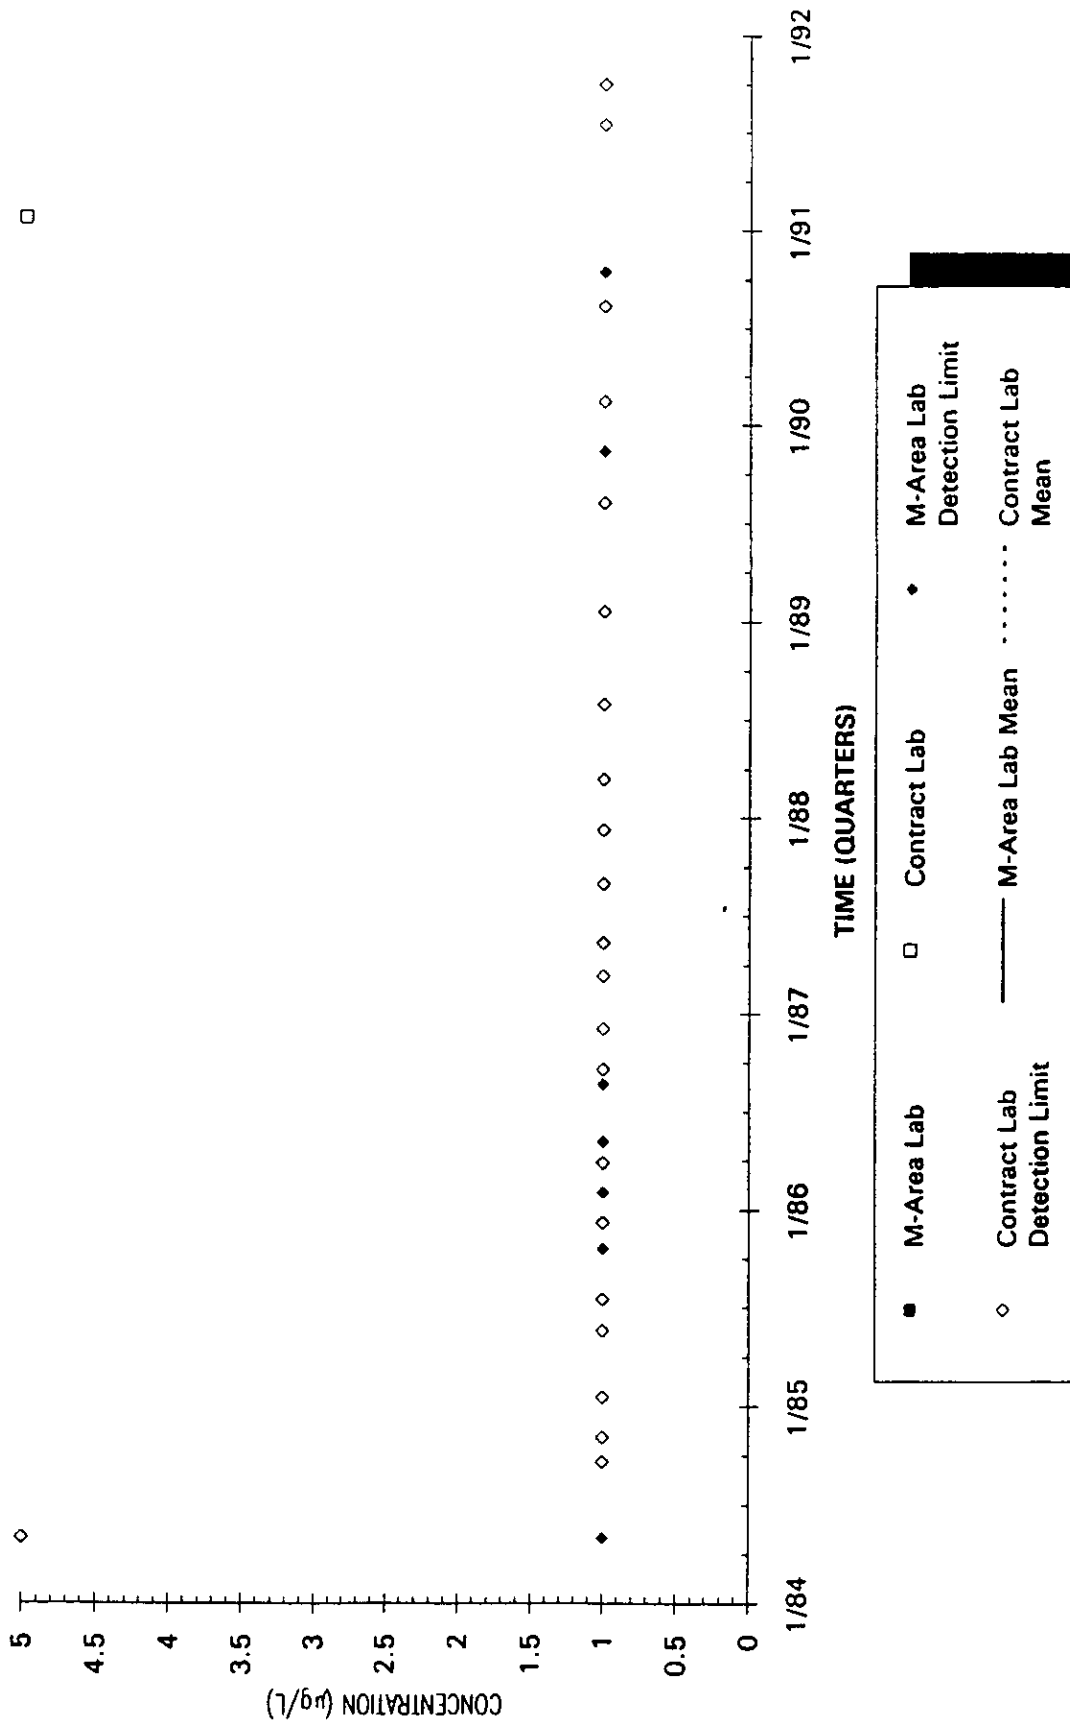 CONCENTRATION (µg/L)
5
4.5
4
3.5
3
2.5
2
1.5
1
0.5
0
1/84
1/85
1/86
1/87
1/88
1/89
1/90
1/91
1/92
TIME (QUARTERS)
M-Area Lab
Contract Lab
M-Area Lab
Detection Limit
Contract Lab
Detection Limit
M-Area Lab Mean
Contract Lab
Mean